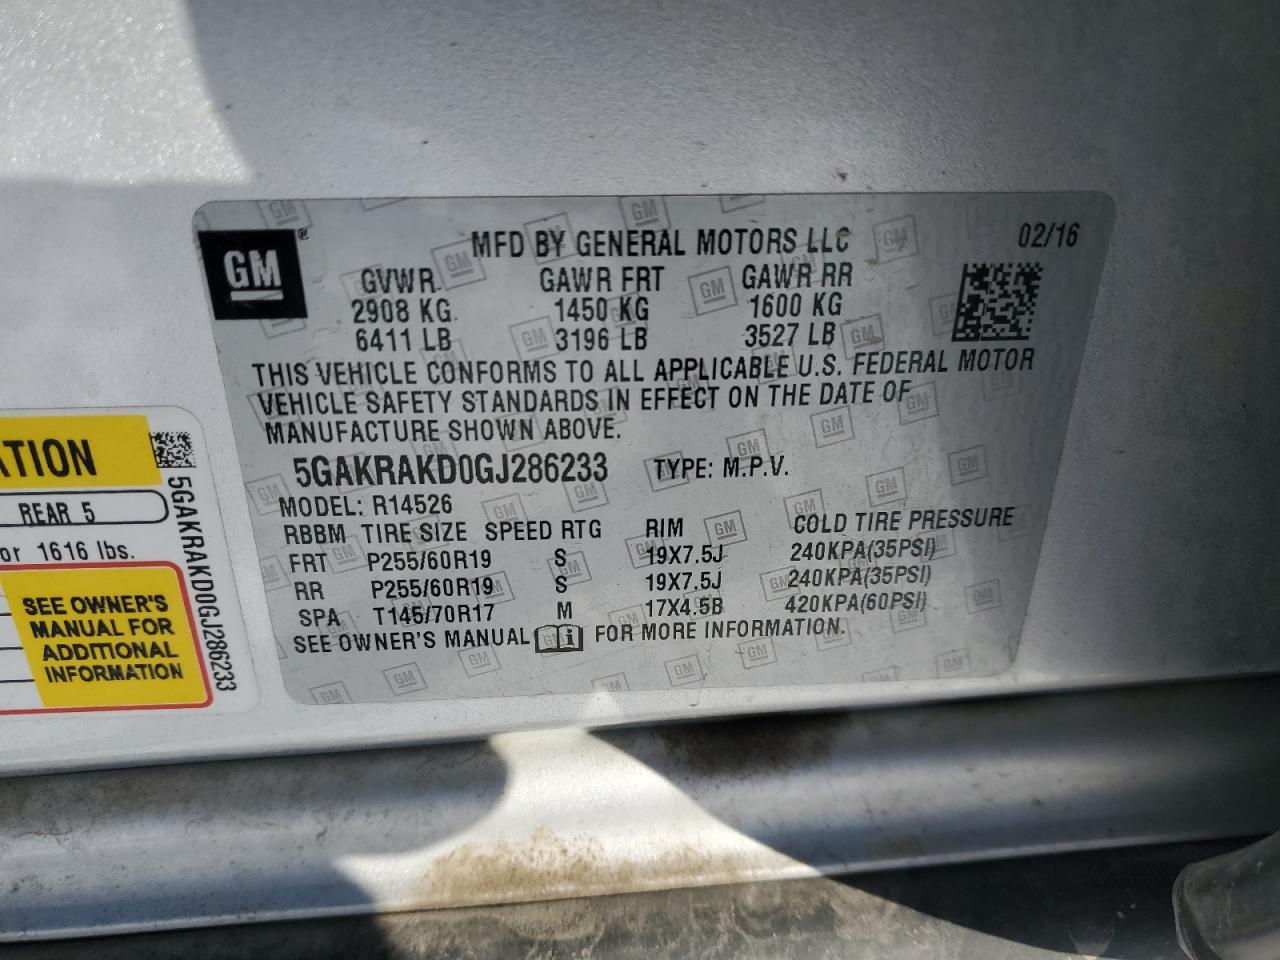 GM
MFD BY GENERAL MOTORS LLC
02/16
GVWR GAWR FRT GAWR RR
2908 KG 1450 KG 1600 KG
6411 LB 3196 LB 3527 LB
THIS VEHICLE CONFORMS TO ALL APPLICABLE U.S. FEDERAL MOTOR
VEHICLE SAFETY STANDARDS IN EFFECT ON THE DATE OF
MANUFACTURE SHOWN ABOVE.
5GAKRAKD0GJ286233 TYPE: M.P.V.
MODEL: R14526
RBBM TIRE SIZE SPEED RTG RIM COLD TIRE PRESSURE
FRT P255/60R19 S 19X7.5J 240KPA(35PSI)
RR P255/60R19 S 19X7.5J 240KPA(35PSI)
SPA T145/70R17 M 17X4.5B 420KPA(60PSI)
SEE OWNER'S MANUAL FOR MORE INFORMATION.
ATION
REAR 5
or 1616 lbs.
SEE OWNER'S
MANUAL FOR
ADDITIONAL
INFORMATION
5GAKRAKD0GJ286233